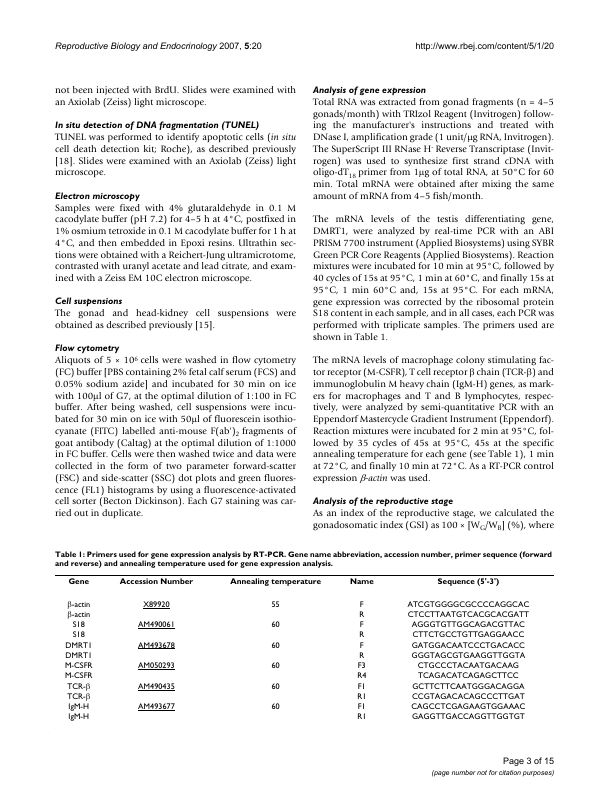 Reproductive Biology and Endocrinology 2007, 5:20
http://www.rbej.com/content/5/1/20
not been injected with BrdU. Slides were examined with
an Axiolab (Zeiss) light microscope.
In situ detection of DNA fragmentation (TUNEL)
TUNEL was performed to identify apoptotic cells (in situ
cell death detection kit; Roche), as described previously
[18]. Slides were examined with an Axiolab (Zeiss) light
microscope.
Electron microscopy
Samples were fixed with 4% glutaraldehyde in 0.1 M
cacodylate buffer (pH 7.2) for 4–5 h at 4°C, postfixed in
1% osmium tetroxide in 0.1 M cacodylate buffer for 1 h at
4°C, and then embedded in Epoxi resins. Ultrathin sec-
tions were obtained with a Reichert-Jung ultramicrotome,
contrasted with uranyl acetate and lead citrate, and exam-
ined with a Zeiss EM 10C electron microscope.
Cell suspensions
The gonad and head-kidney cell suspensions were
obtained as described previously [15].
Flow cytometry
Aliquots of 5 × 10⁶ cells were washed in flow cytometry
(FC) buffer [PBS containing 2% fetal calf serum (FCS) and
0.05% sodium azide] and incubated for 30 min on ice
with 100μl of G7, at the optimal dilution of 1:100 in FC
buffer. After being washed, cell suspensions were incu-
bated for 30 min on ice with 50μl of fluorescein isothio-
cyanate (FITC) labelled anti-mouse F(ab')₂ fragments of
goat antibody (Caltag) at the optimal dilution of 1:1000
in FC buffer. Cells were then washed twice and data were
collected in the form of two parameter forward-scatter
(FSC) and side-scatter (SSC) dot plots and green fluores-
cence (FL1) histograms by using a fluorescence-activated
cell sorter (Becton Dickinson). Each G7 staining was car-
ried out in duplicate.
Analysis of gene expression
Total RNA was extracted from gonad fragments (n = 4–5
gonads/month) with TRIzol Reagent (Invitrogen) follow-
ing the manufacturer's instructions and treated with
DNase I, amplification grade (1 unit/μg RNA, Invitrogen).
The SuperScript III RNase H⁻ Reverse Transcriptase (Invit-
rogen) was used to synthesize first strand cDNA with
oligo-dT₁₈ primer from 1μg of total RNA, at 50°C for 60
min. Total mRNA were obtained after mixing the same
amount of mRNA from 4–5 fish/month.
The mRNA levels of the testis differentiating gene,
DMRT1, were analyzed by real-time PCR with an ABI
PRISM 7700 instrument (Applied Biosystems) using SYBR
Green PCR Core Reagents (Applied Biosystems). Reaction
mixtures were incubated for 10 min at 95°C, followed by
40 cycles of 15s at 95°C, 1 min at 60°C, and finally 15s at
95°C, 1 min 60°C and, 15s at 95°C. For each mRNA,
gene expression was corrected by the ribosomal protein
S18 content in each sample, and in all cases, each PCR was
performed with triplicate samples. The primers used are
shown in Table 1.
The mRNA levels of macrophage colony stimulating fac-
tor receptor (M-CSFR), T cell receptor β chain (TCR-β) and
immunoglobulin M heavy chain (IgM-H) genes, as mark-
ers for macrophages and T and B lymphocytes, respec-
tively, were analyzed by semi-quantitative PCR with an
Eppendorf Mastercycle Gradient Instrument (Eppendorf).
Reaction mixtures were incubated for 2 min at 95°C, fol-
lowed by 35 cycles of 45s at 95°C, 45s at the specific
annealing temperature for each gene (see Table 1), 1 min
at 72°C, and finally 10 min at 72°C. As a RT-PCR control
expression β-actin was used.
Analysis of the reproductive stage
As an index of the reproductive stage, we calculated the
gonadosomatic index (GSI) as 100 × [W_G/W_B] (%), where
Table 1: Primers used for gene expression analysis by RT-PCR. Gene name abbreviation, accession number, primer sequence (forward
and reverse) and annealing temperature used for gene expression analysis.
Gene Accession Number Annealing temperature Name Sequence (5'-3')
β-actin X89920 55 F ATCGTGGGGCGCCCCAGGCAC
β-actin R CTCCTTAATGTCACGCACGATT
S18 AM490061 60 F AGGGTGTTGGCAGACGTTAC
S18 R CTTCTGCCTGTTGAGGAACC
DMRT1 AM493678 60 F GATGGACAATCCCTGACACC
DMRT1 R GGGTAGCGTGAAGGTTGGTA
M-CSFR AM050293 60 F3 CTGCCCTACAATGACAAG
M-CSFR R4 TCAGACATCAGAGCTTCC
TCR-β AM490435 60 F1 GCTTCTTCAATGGGACAGGA
TCR-β R1 CCGTAGACACAGCCCTTGAT
IgM-H AM493677 60 F1 CAGCCTCGAGAAGTGGAAAC
IgM-H R1 GAGGTTGACCAGGTTGGTGT
Page 3 of 15
(page number not for citation purposes)